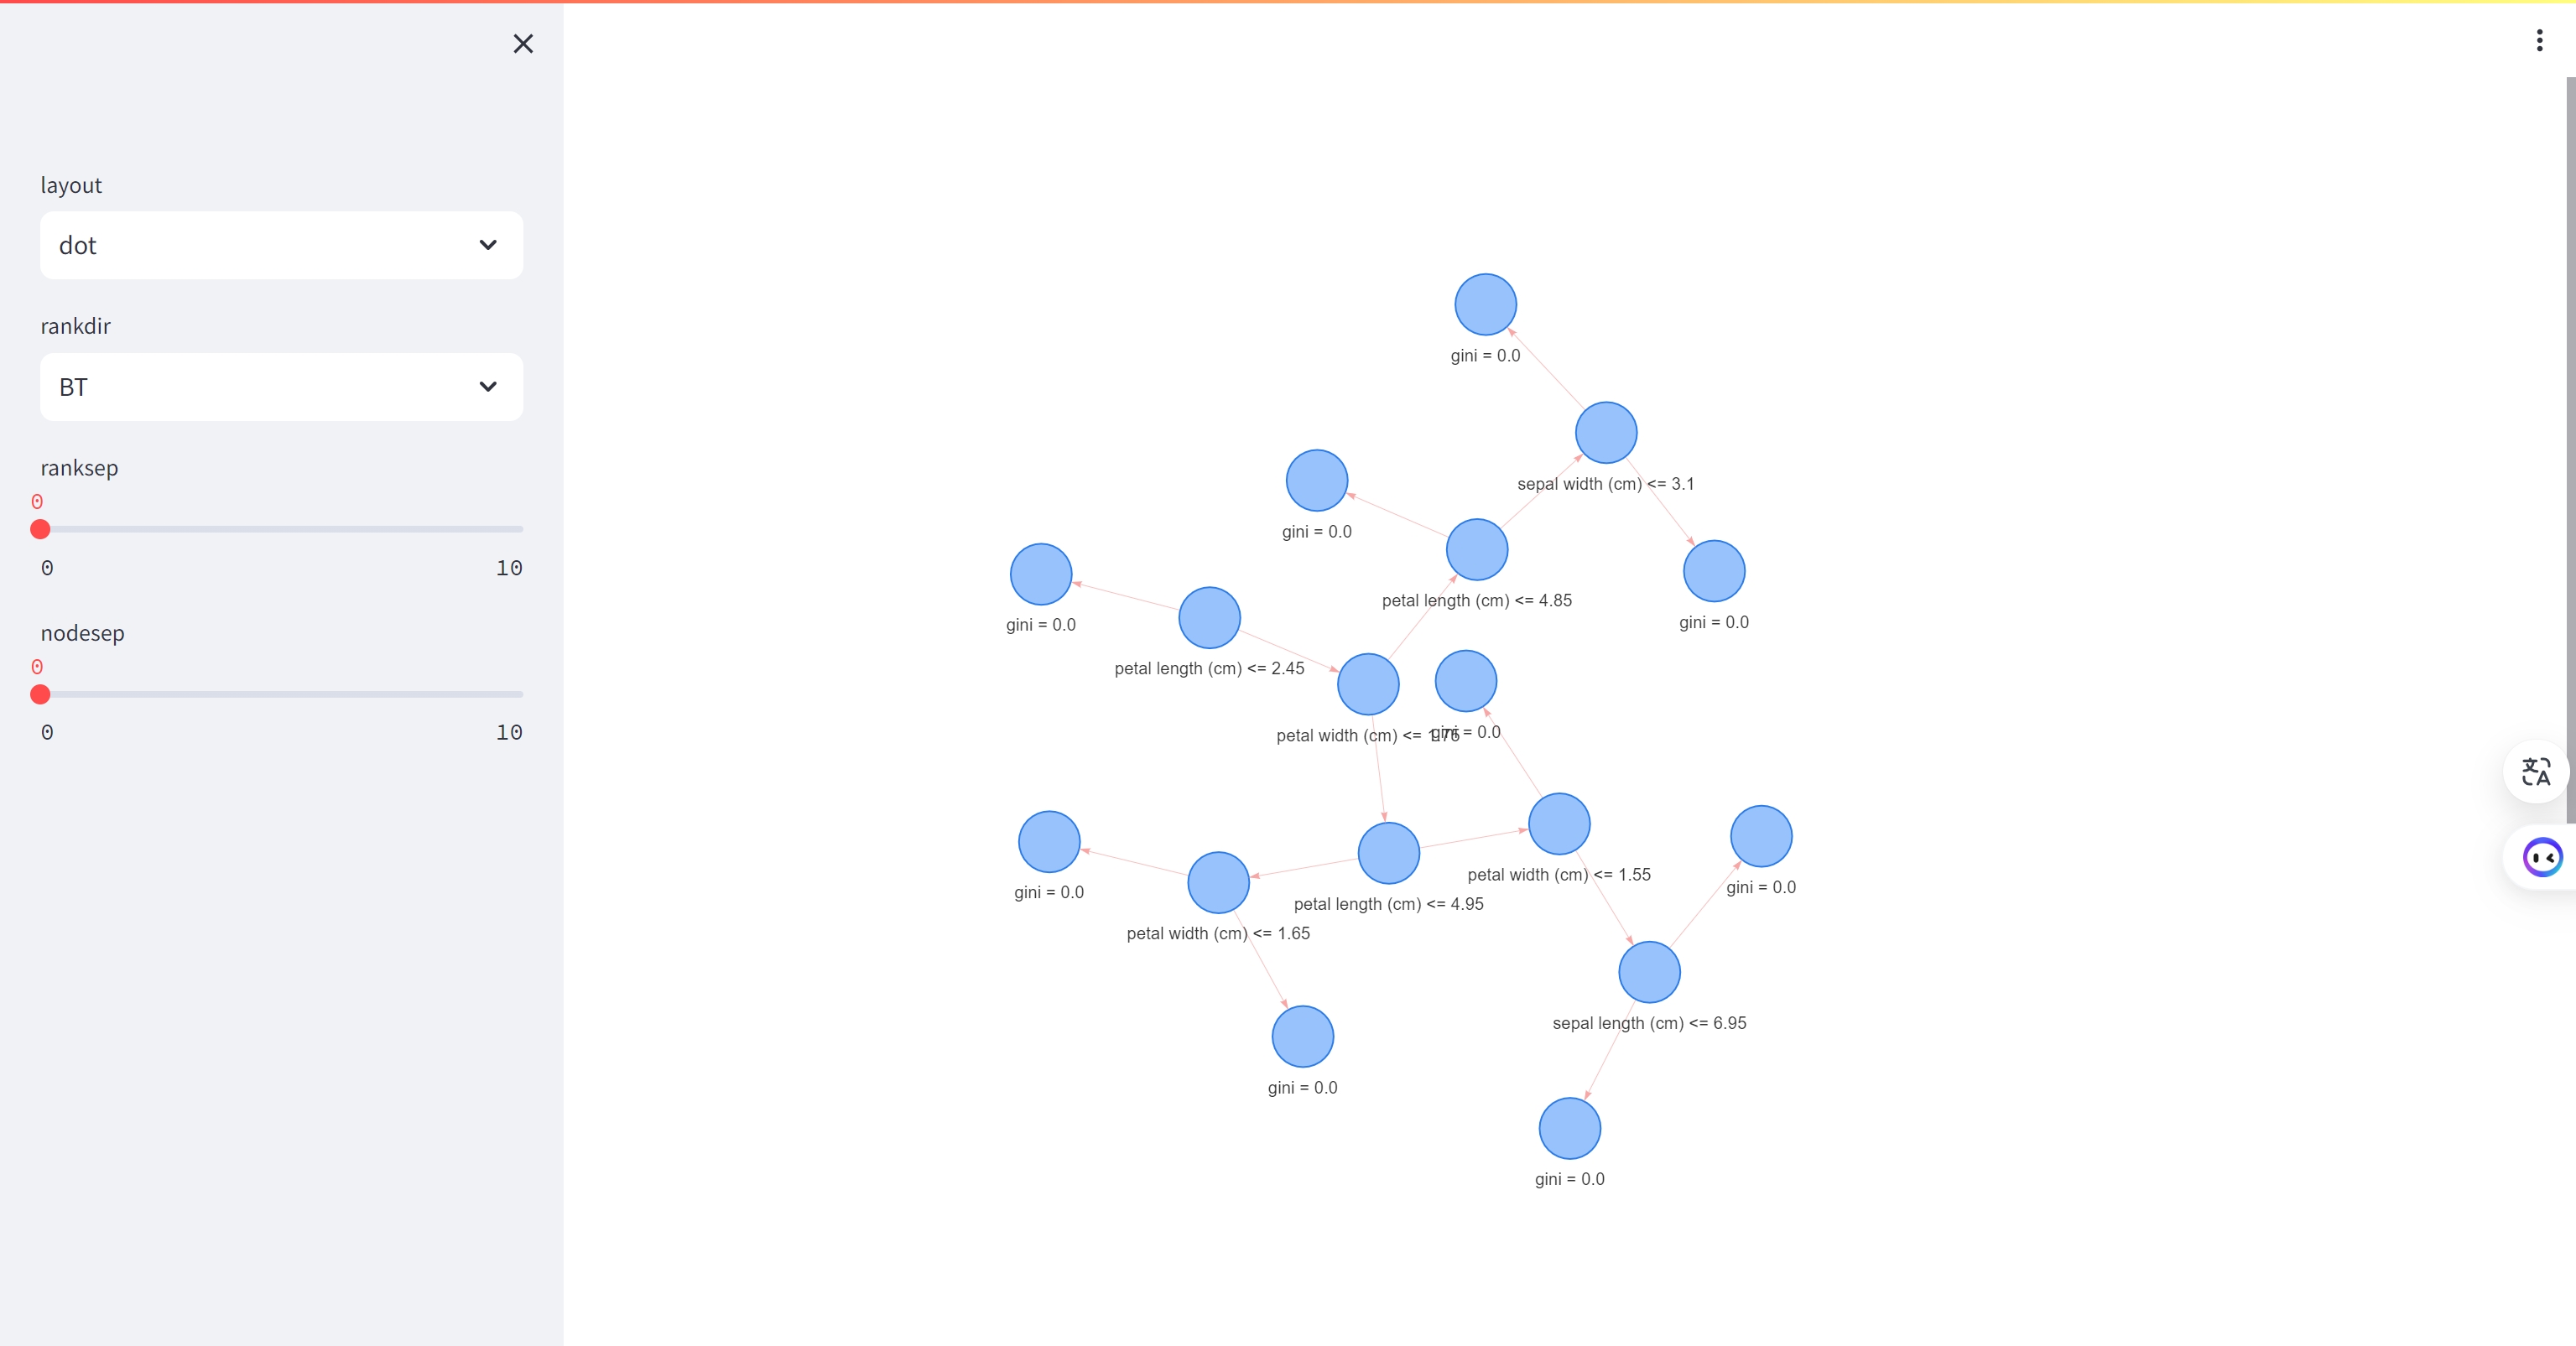 layout
dot
rankdir
BT
ranksep
0
0 10
nodesep
0
0 10
gini = 0.0
sepal width (cm) <= 3.1
gini = 0.0
petal length (cm) <= 4.85
gini = 0.0
gini = 0.0
petal length (cm) <= 2.45
petal width (cm) <= 1.75
gini = 0.0
petal width (cm) <= 1.55
gini = 0.0
gini = 0.0
petal length (cm) <= 4.95
petal width (cm) <= 1.65
sepal length (cm) <= 6.95
gini = 0.0
gini = 0.0
文A